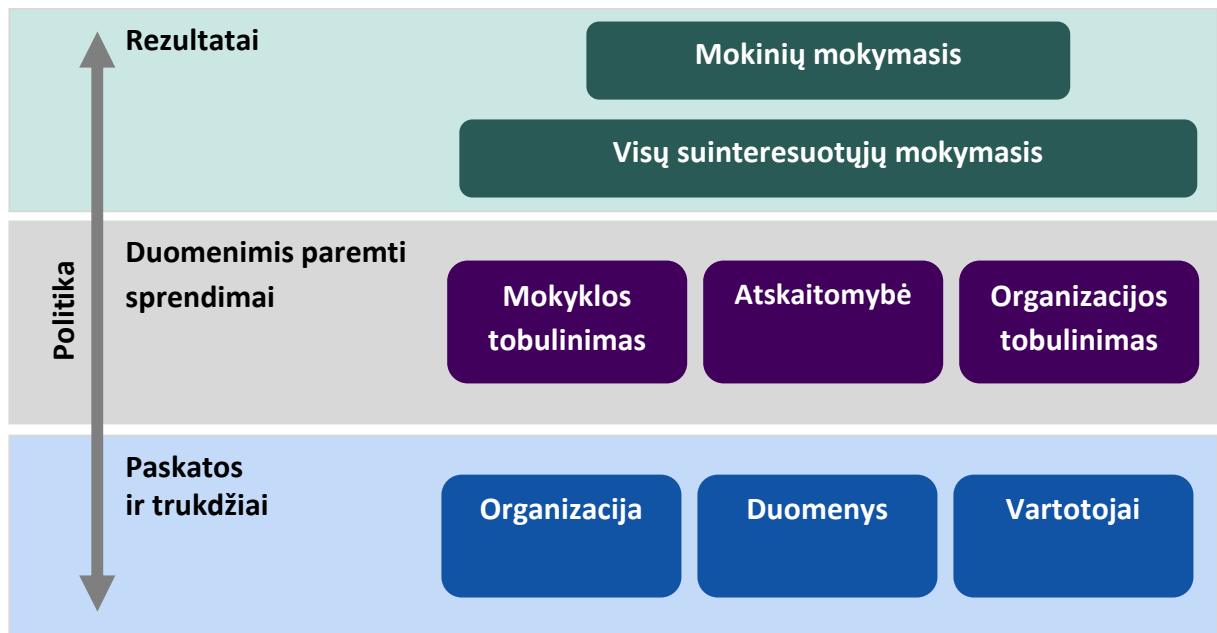 Rezultatai
Mokinių mokymasis
Visų suinteresuotųjų mokymasis
Politika
Duomenimis paremti
sprendimai
Mokyklos
tobulinimas
Atskaitomybė
Organizacijos
tobulinimas
Paskatos
ir trukdžiai
Organizacija
Duomenys
Vartotojai